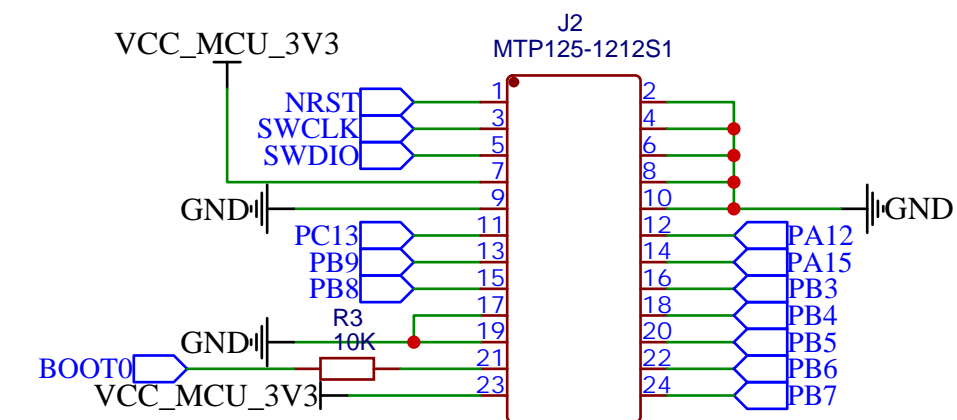 J2
MTP125-1212S1
VCC_MCU_3V3
NRST 1 2
SWCLK 3 4
SWDIO 5 6
7 8
GND 9 10 GND
PC13 11 12 PA12
PB9 13 14 PA15
PB8 15 16 PB3
R3 17 18 PB4
GND 10K 19 20 PB5
BOOT0 21 22 PB6
VCC_MCU_3V3 23 24 PB7